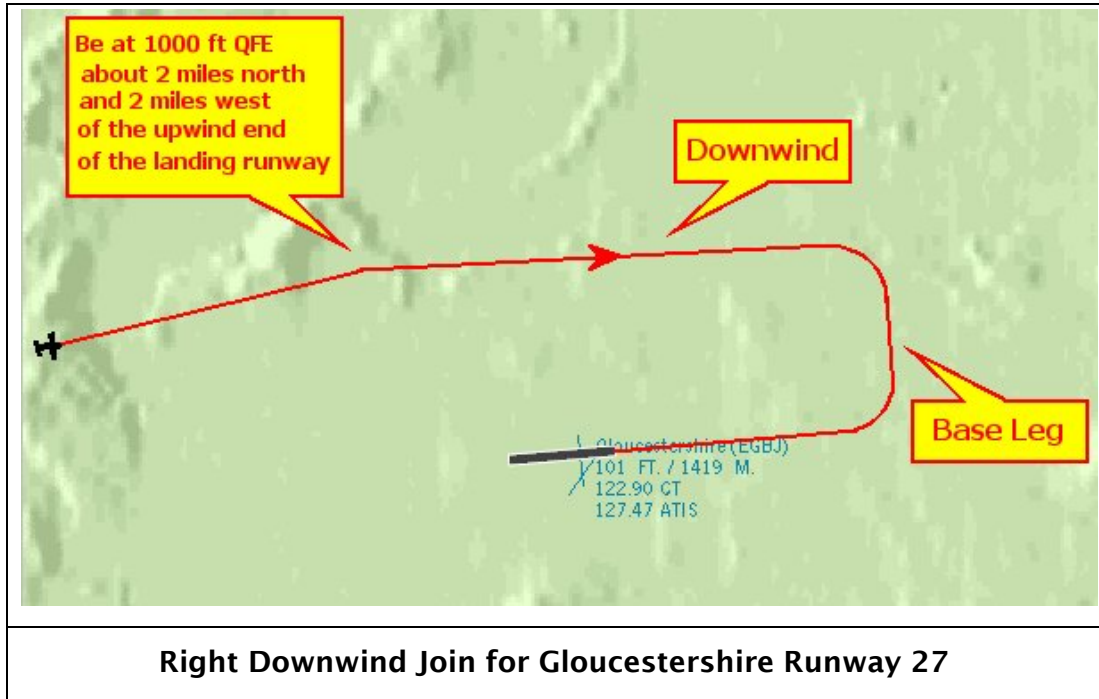 Be at 1000 ft QFE
about 2 miles north
and 2 miles west
of the upwind end
of the landing runway
Downwind
Base Leg
Gloucestershire (EGBJ)
101 FT. / 1419 M.
122.90 CT
127.47 ATIS
Right Downwind Join for Gloucestershire Runway 27